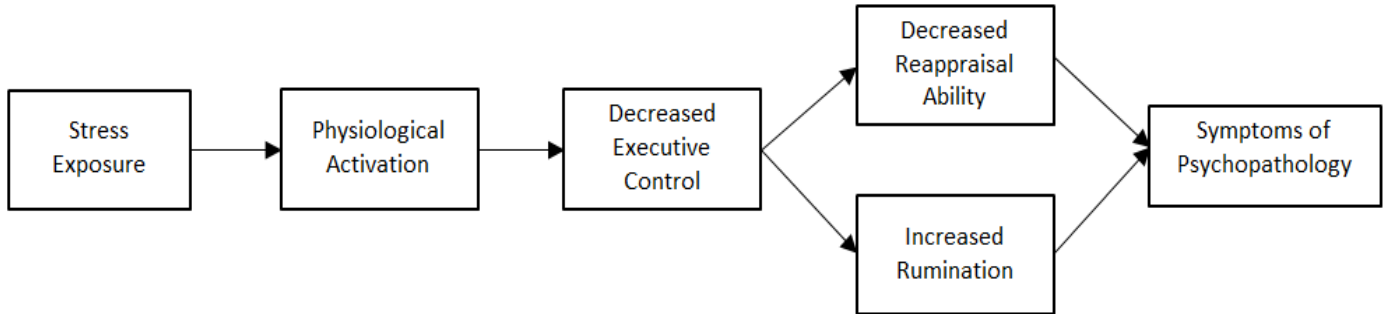 Stress
Exposure
Physiological
Activation
Decreased
Executive
Control
Decreased
Reappraisal
Ability
Increased
Rumination
Symptoms of
Psychopathology